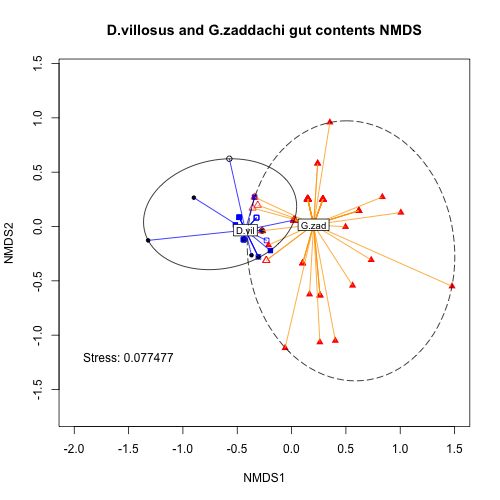 D.villosus and G.zaddachi gut contents NMDS
1.5
1.0
0.5
0.0
-0.5
-1.0
-1.5
NMDS2
D.vil
G.zad
Stress: 0.077477
-2.0 -1.5 -1.0 -0.5 0.0 0.5 1.0 1.5
NMDS1